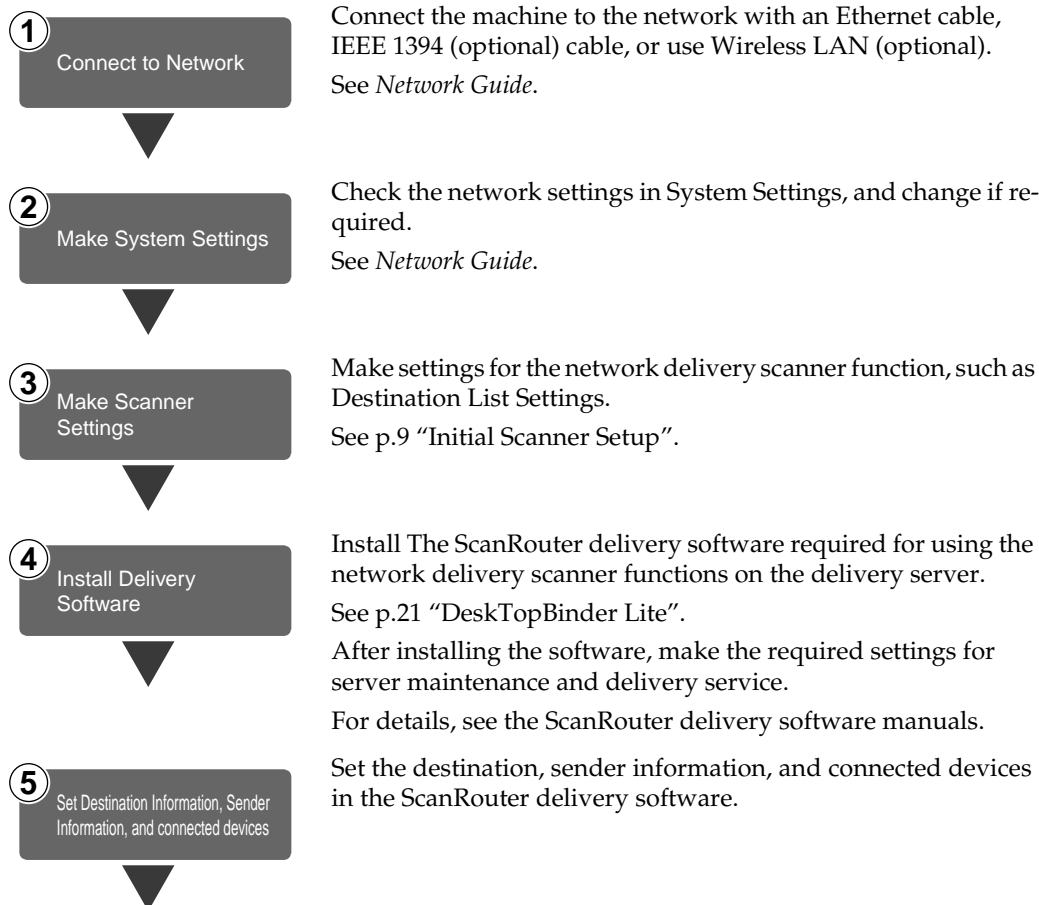 1
Connect to Network
Connect the machine to the network with an Ethernet cable,
IEEE 1394 (optional) cable, or use Wireless LAN (optional).
See Network Guide.
2
Make System Settings
Check the network settings in System Settings, and change if re-
quired.
See Network Guide.
3
Make Scanner
Settings
Make settings for the network delivery scanner function, such as
Destination List Settings.
See p.9 “Initial Scanner Setup”.
4
Install Delivery
Software
Install The ScanRouter delivery software required for using the
network delivery scanner functions on the delivery server.
See p.21 “DeskTopBinder Lite”.
After installing the software, make the required settings for
server maintenance and delivery service.
For details, see the ScanRouter delivery software manuals.
5
Set Destination Information, Sender
Information, and connected devices
Set the destination, sender information, and connected devices
in the ScanRouter delivery software.